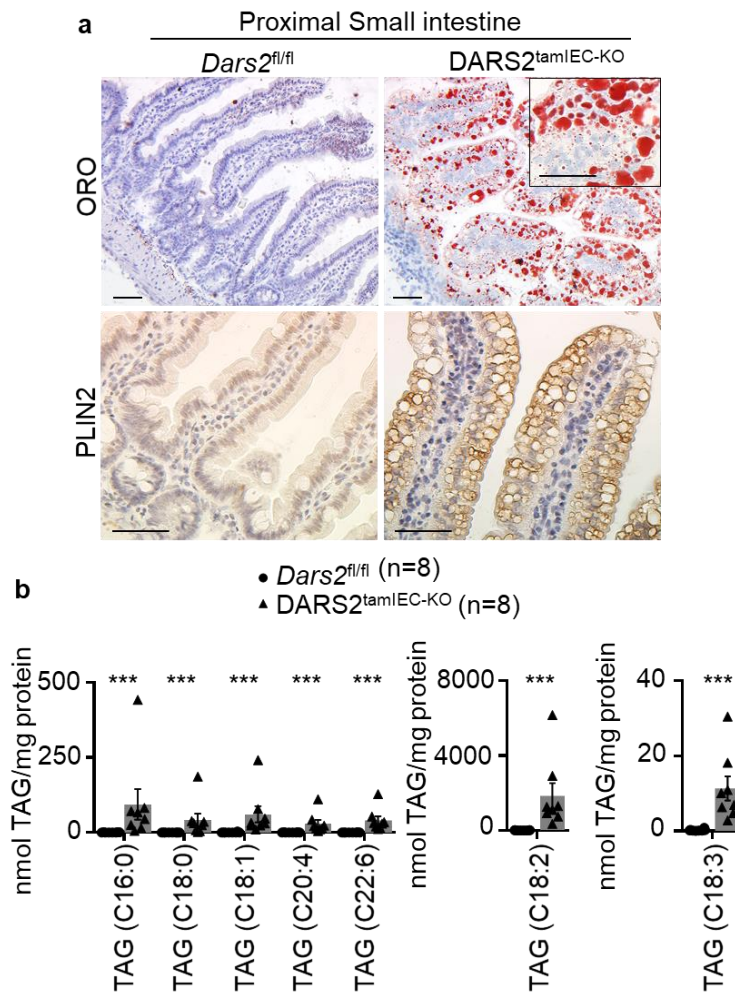 a
Proximal Small intestine
Dars2fl/fl
DARS2tamIEC-KO
ORO
PLIN2
b
Dars2fl/fl (n=8)
DARS2tamIEC-KO (n=8)
nmol TAG/mg protein
500
250
0
***
***
***
***
***
TAG (C16:0)
TAG (C18:0)
TAG (C18:1)
TAG (C20:4)
TAG (C22:6)
nmol TAG/mg protein
8000
4000
0
***
TAG (C18:2)
nmol TAG/mg protein
40
20
0
***
TAG (C18:3)